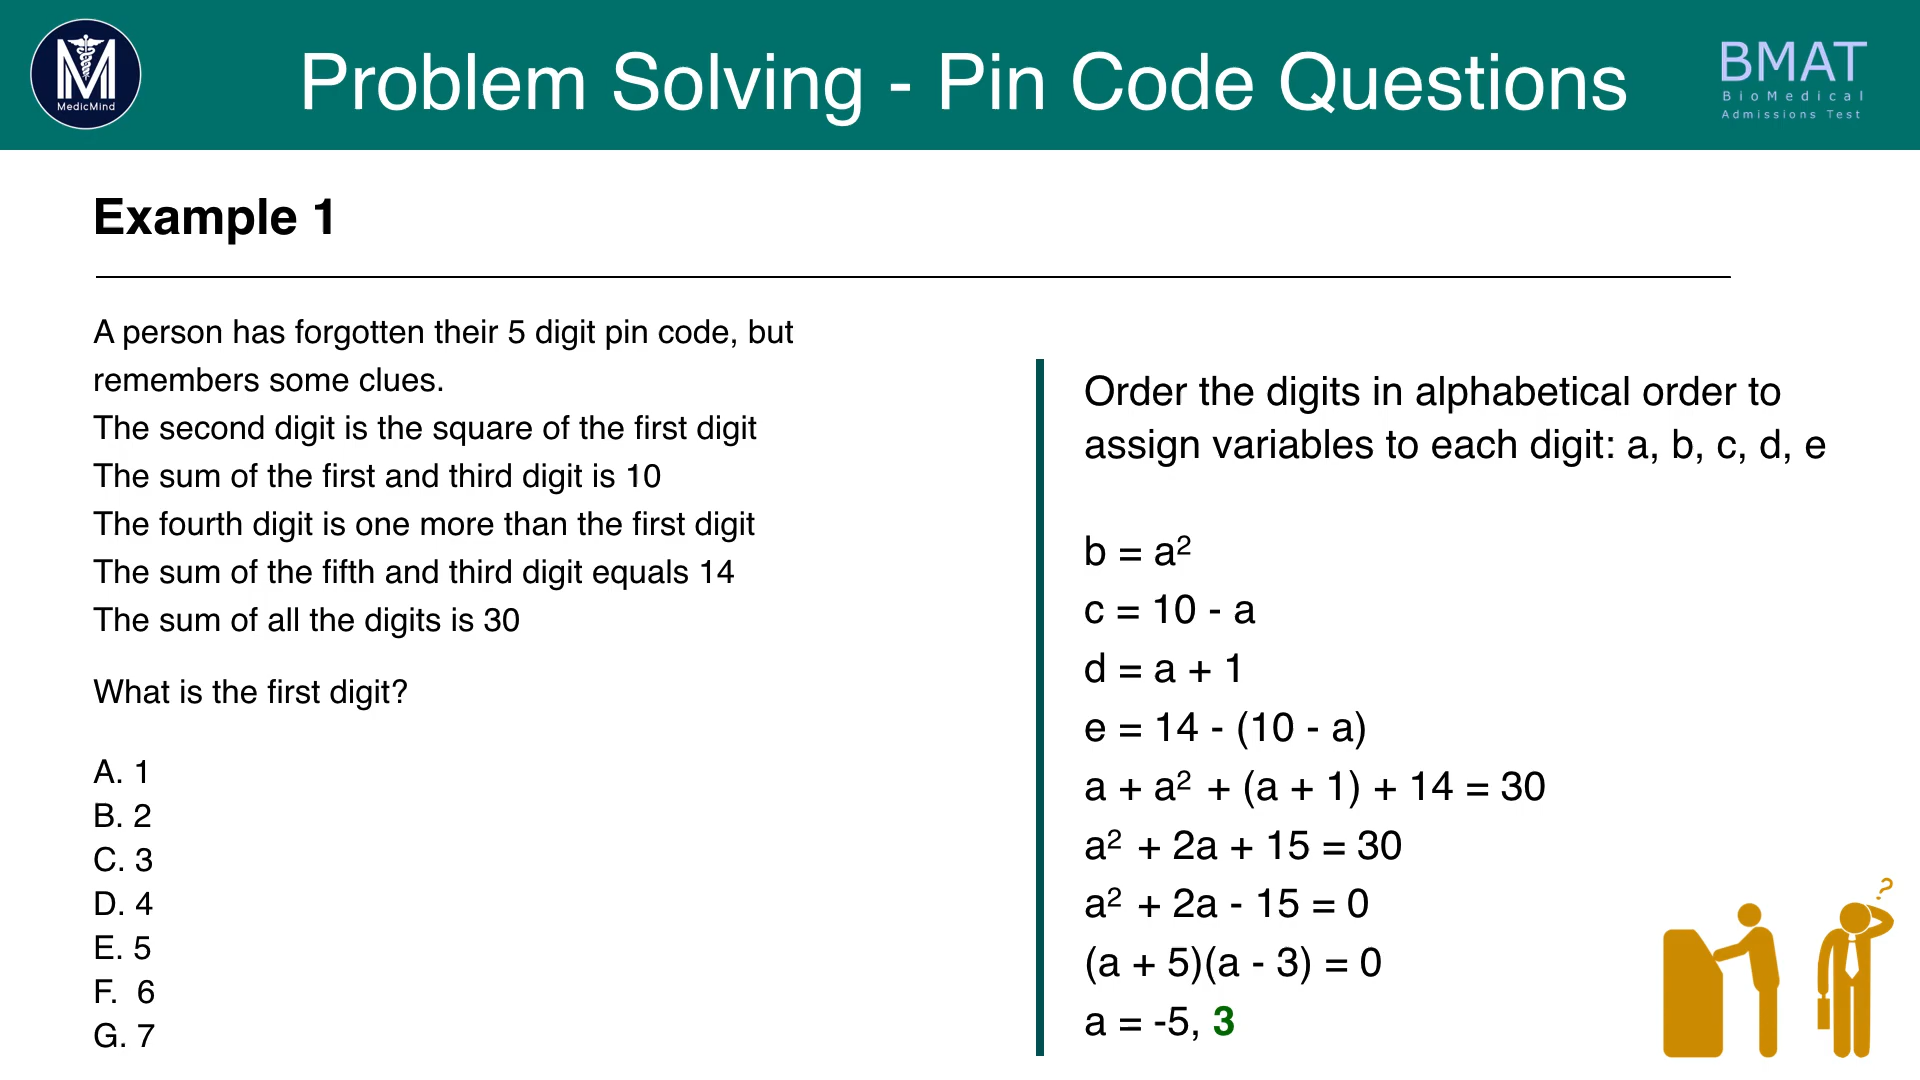 MedicMind
Problem Solving - Pin Code Questions
BMAT
BioMedical
Admissions Test
Example 1
A person has forgotten their 5 digit pin code, but
remembers some clues.
The second digit is the square of the first digit
The sum of the first and third digit is 10
The fourth digit is one more than the first digit
The sum of the fifth and third digit equals 14
The sum of all the digits is 30
What is the first digit?
A. 1
B. 2
C. 3
D. 4
E. 5
F. 6
G. 7
Order the digits in alphabetical order to
assign variables to each digit: a, b, c, d, e
b = a²
c = 10 - a
d = a + 1
e = 14 - (10 - a)
a + a² + (a + 1) + 14 = 30
a² + 2a + 15 = 30
a² + 2a - 15 = 0
(a + 5)(a - 3) = 0
a = -5, 3
?